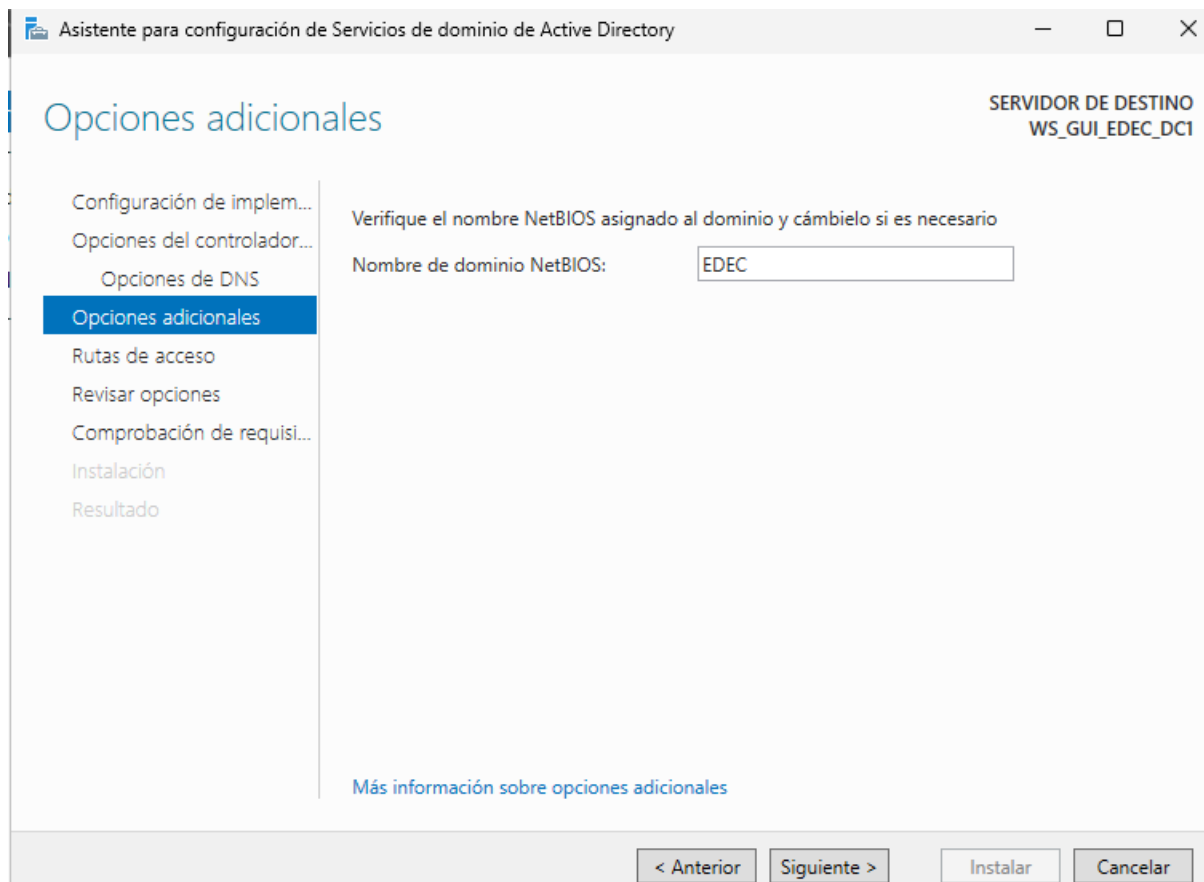 Asistente para configuración de Servicios de dominio de Active Directory
Opciones adicionales
SERVIDOR DE DESTINO
WS_GUI_EDEC_DC1
Configuración de implem...
Opciones del controlador...
Opciones de DNS
Opciones adicionales
Rutas de acceso
Revisar opciones
Comprobación de requisi...
Instalación
Resultado
Verifique el nombre NetBIOS asignado al dominio y cámbielo si es necesario
Nombre de dominio NetBIOS: EDEC
Más información sobre opciones adicionales
< Anterior Siguiente > Instalar Cancelar